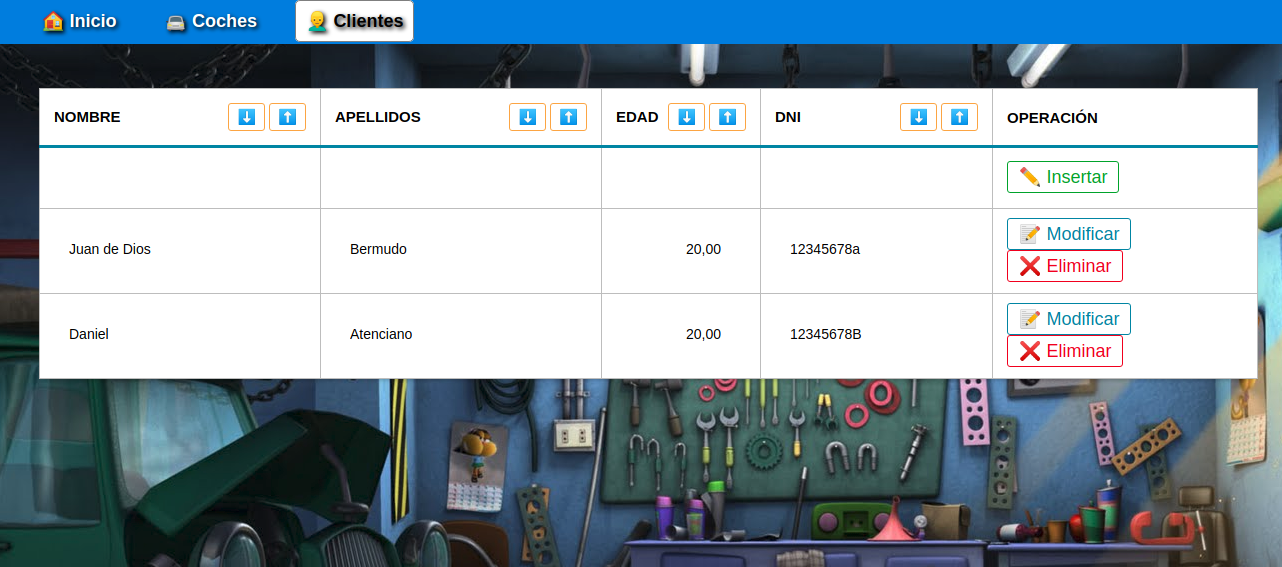 Inicio Coches Clientes
NOMBRE APELLIDOS EDAD DNI OPERACIÓN
Insertar
Juan de Dios Bermudo 20,00 12345678a Modificar
Eliminar
Daniel Atenciano 20,00 12345678B Modificar
Eliminar